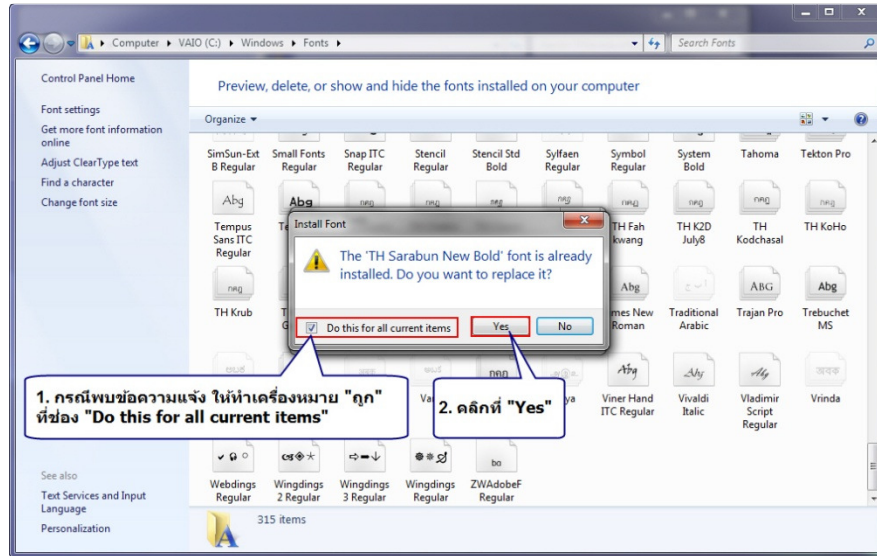 Computer ▸ VAIO (C:) ▸ Windows ▸ Fonts ▸
Search Fonts
Control Panel Home
Font settings
Get more font information
online
Adjust ClearType text
Find a character
Change font size
See also
Text Services and Input
Language
Personalization
Preview, delete, or show and hide the fonts installed on your computer
Organize
SimSun-Ext
B Regular
Small Fonts
Regular
Snap ITC
Regular
Stencil
Regular
Stencil Std
Bold
Sylfaen
Regular
Symbol
Regular
System
Bold
Tahoma
Tekton Pro
Abg
Abg
Tempus
Sans ITC
Regular
TH Fah
kwang
TH K2D
July8
TH
Kodchasal
TH KoHo
Install Font
The 'TH Sarabun New Bold' font is already
installed. Do you want to replace it?
Do this for all current items
Yes
No
TH Krub
Abg
ABG
Abg
Roman
Traditional
Arabic
Trajan Pro
Trebuchet
MS
1. กรณีพบข้อความแจ้ง ให้ทำเครื่องหมาย "ถูก"
ที่ช่อง "Do this for all current items"
2. คลิกที่ "Yes"
Viner Hand
ITC Regular
Vivaldi
Italic
Vladimir
Script
Regular
Vrinda
Webdings
Regular
Wingdings
2 Regular
Wingdings
3 Regular
Wingdings
Regular
ZWAdobeF
Regular
315 items